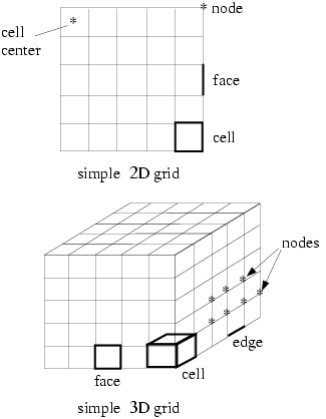 * node
cell
center
*
face
cell
simple 2D grid
nodes
* * * *
* * * *
edge
face
cell
simple 3D grid